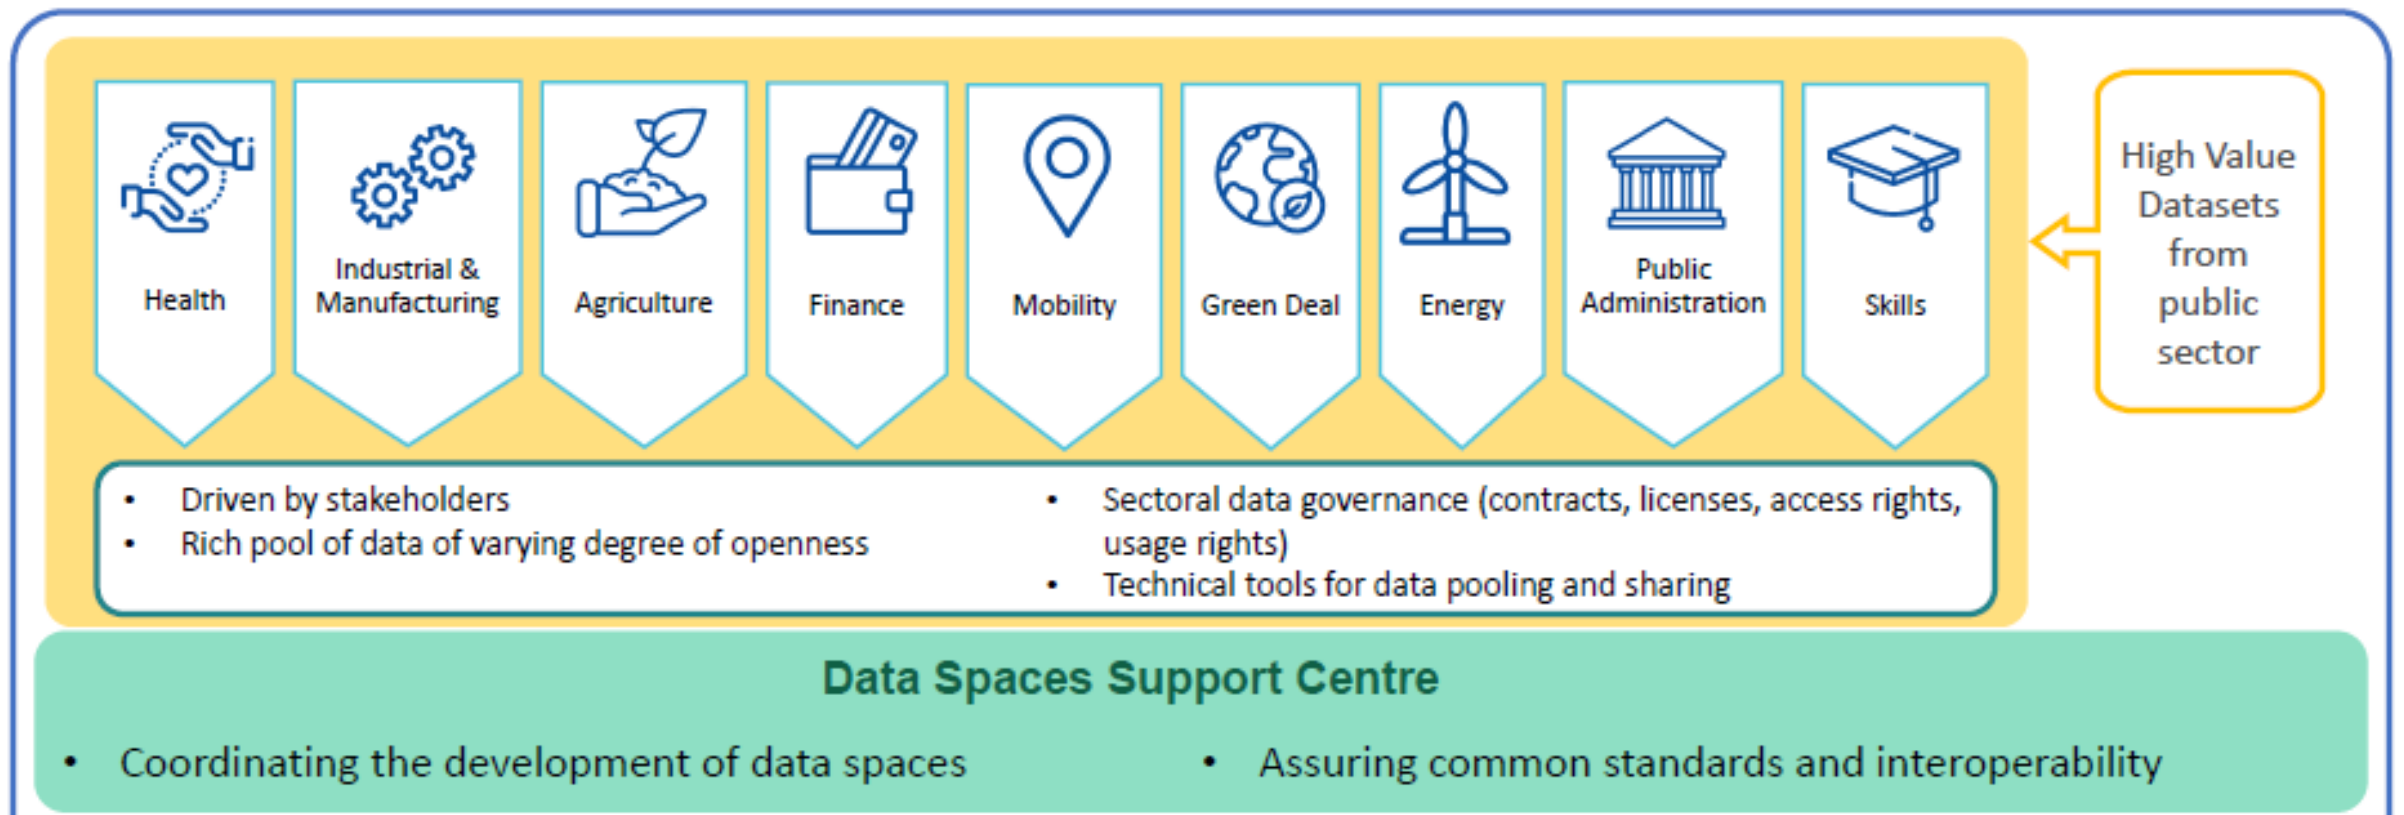 Health
Industrial &
Manufacturing
Agriculture
Finance
Mobility
Green Deal
Energy
Public
Administration
Skills
High Value
Datasets
from
public
sector
• Driven by stakeholders
• Rich pool of data of varying degree of openness
• Sectoral data governance (contracts, licenses, access rights,
usage rights)
• Technical tools for data pooling and sharing
Data Spaces Support Centre
• Coordinating the development of data spaces
• Assuring common standards and interoperability